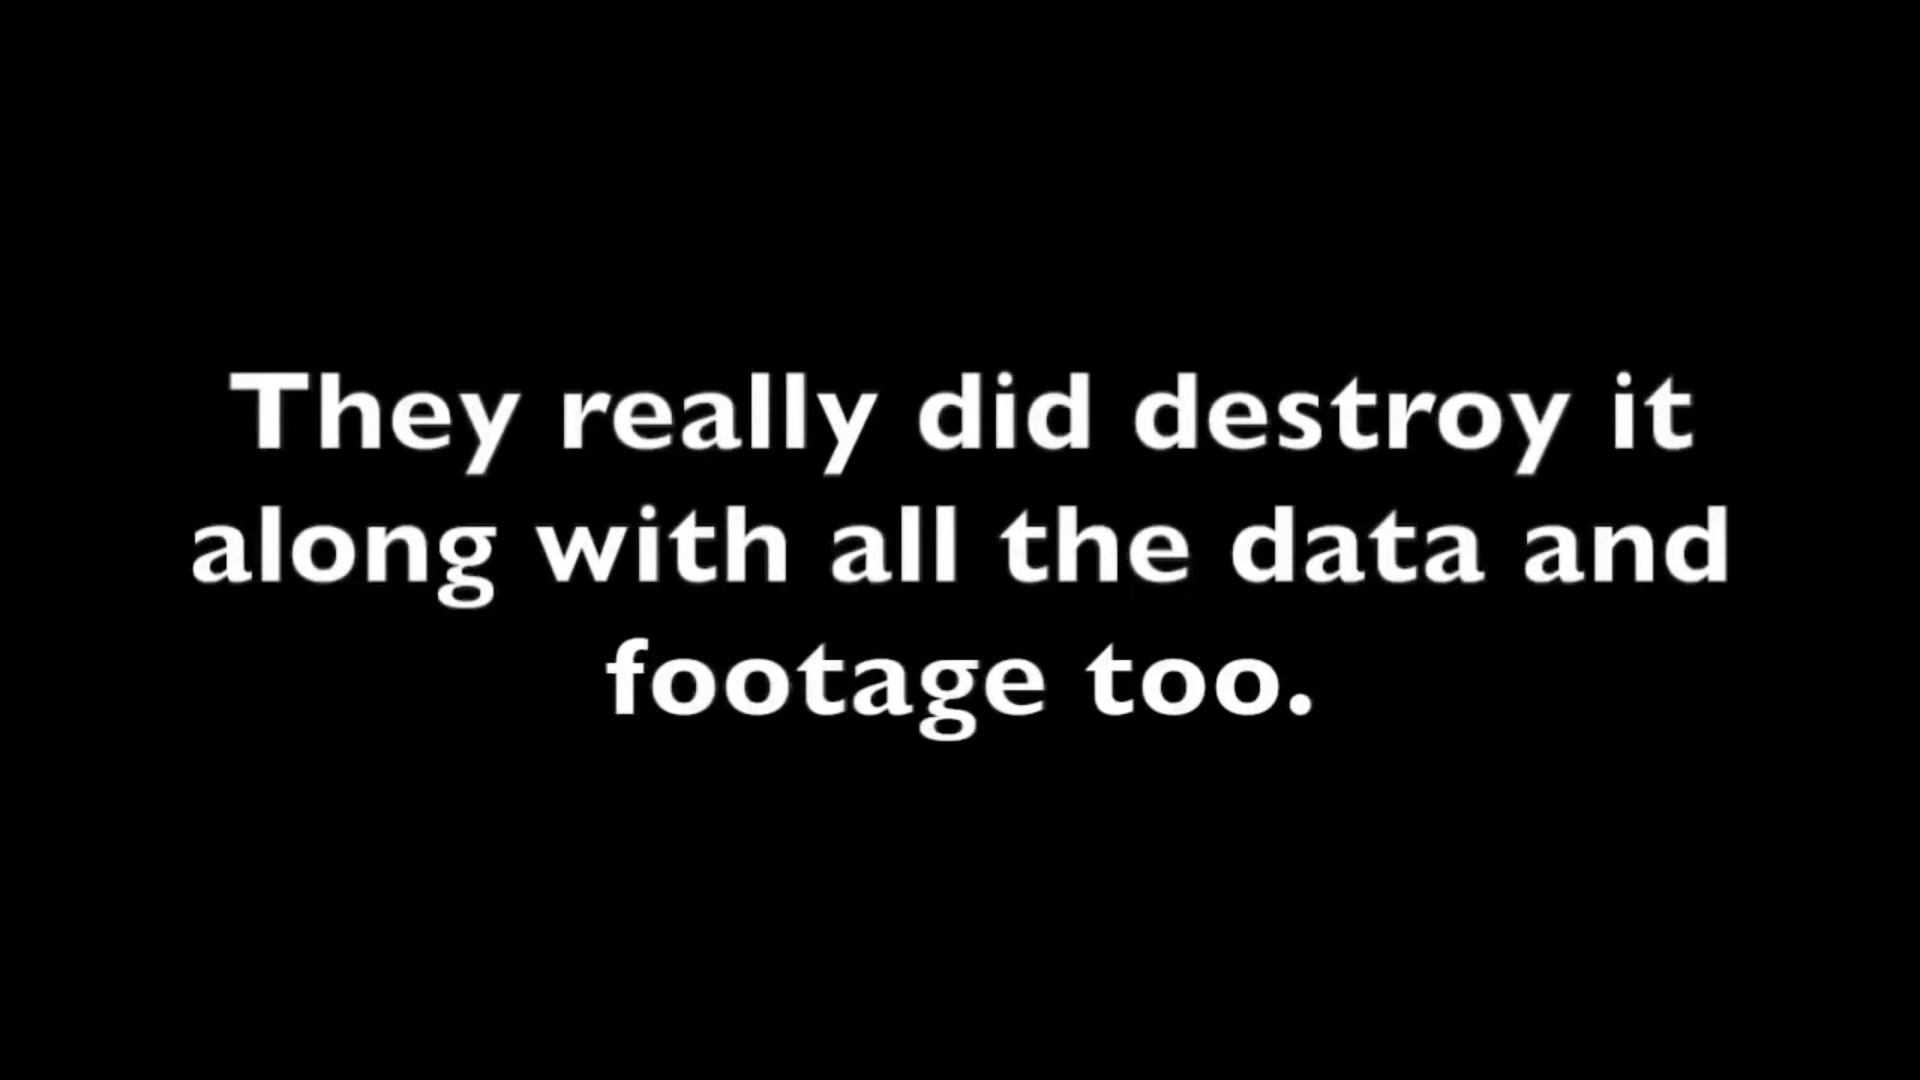 They really did destroy it
along with all the data and
footage too.